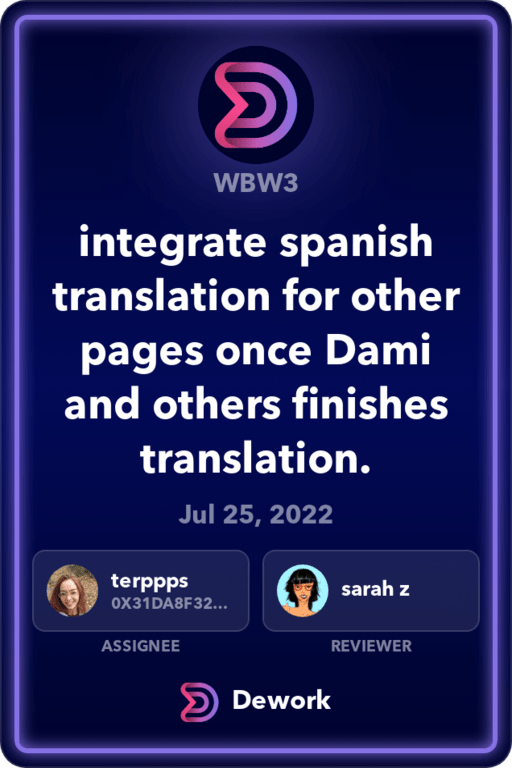 WBW3
integrate spanish
translation for other
pages once Dami
and others finishes
translation.
Jul 25, 2022
terppps
0X31DA8F32...
sarah z
ASSIGNEE
REVIEWER
Dework